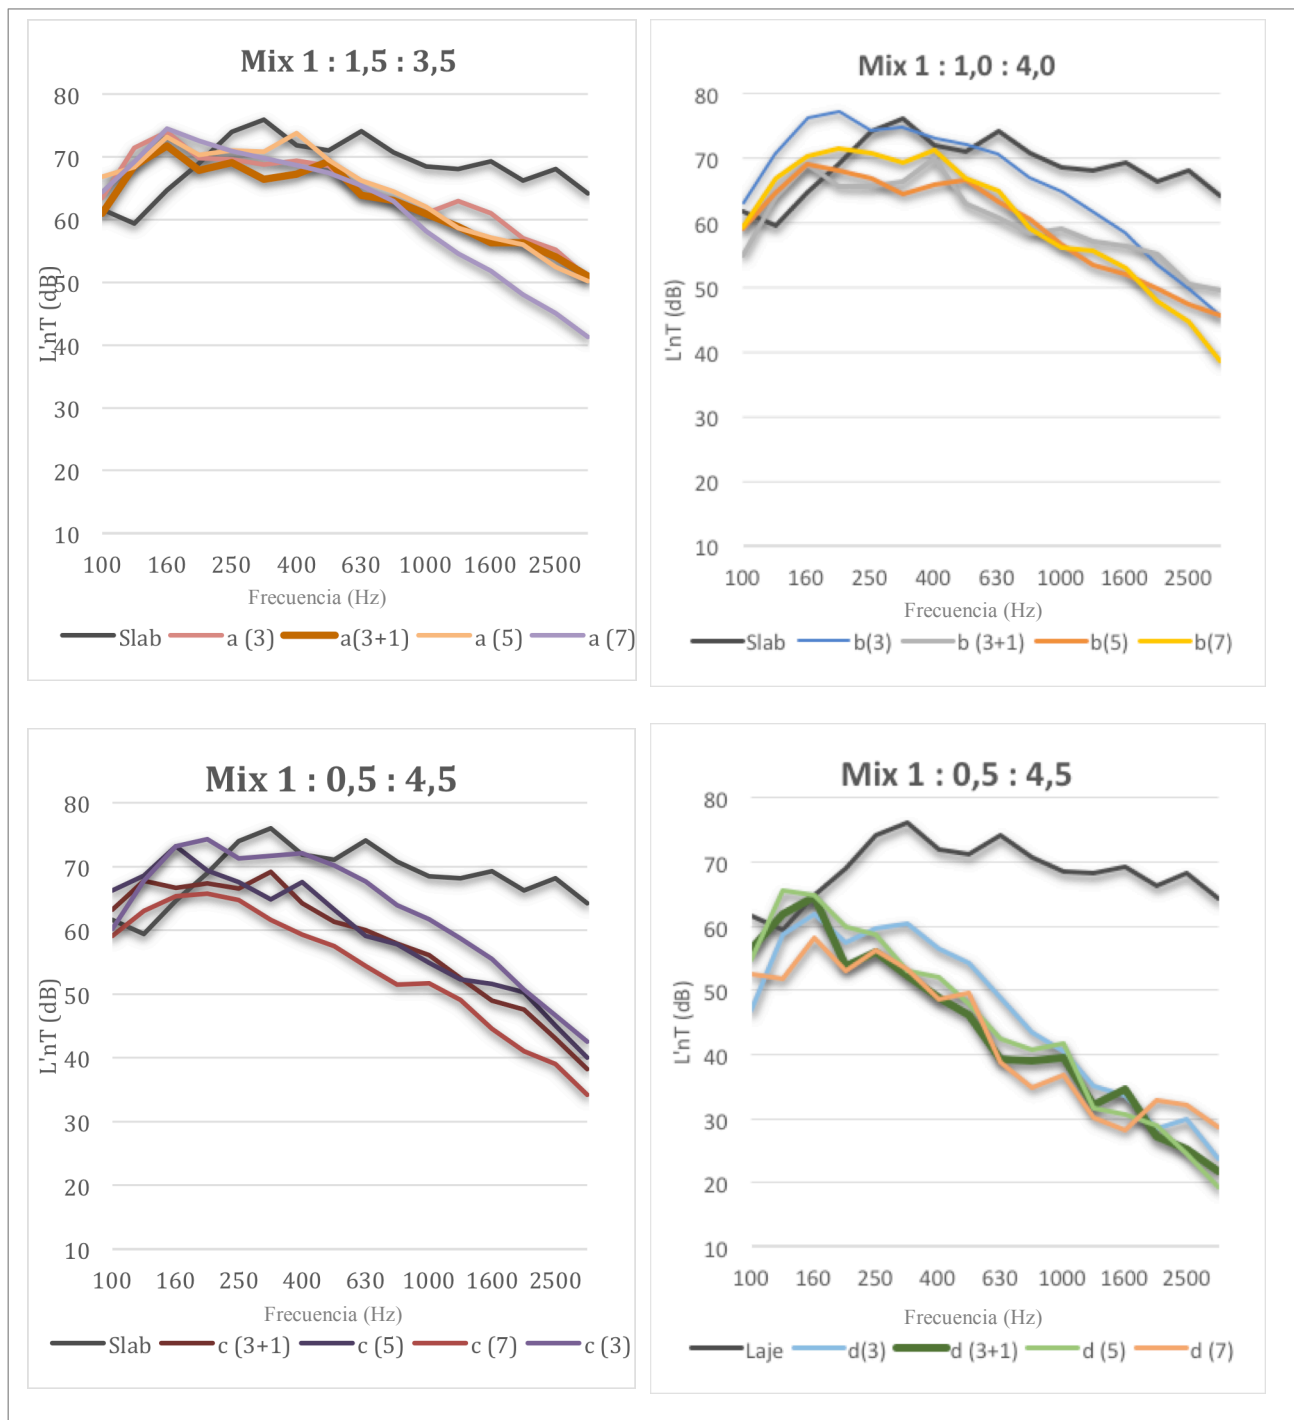 Mix 1 : 1,5 : 3,5
80
70
60
50
40
30
20
10
L'nT (dB)
100 160 250 400 630 1000 1600 2500
Frecuencia (Hz)
Slab a (3) a(3+1) a (5) a (7)
Mix 1 : 1,0 : 4,0
80
70
60
50
40
30
20
10
L'nT (dB)
100 160 250 400 630 1000 1600 2500
Frecuencia (Hz)
Slab b(3) b (3+1) b(5) b(7)
Mix 1 : 0,5 : 4,5
80
70
60
50
40
30
20
10
L'nT (dB)
100 160 250 400 630 1000 1600 2500
Frecuencia (Hz)
Slab c (3+1) c (5) c (7) c (3)
Mix 1 : 0,5 : 4,5
80
70
60
50
40
30
20
10
L'nT (dB)
100 160 250 400 630 1000 1600 2500
Frecuencia (Hz)
Laje d(3) d (3+1) d (5) d (7)